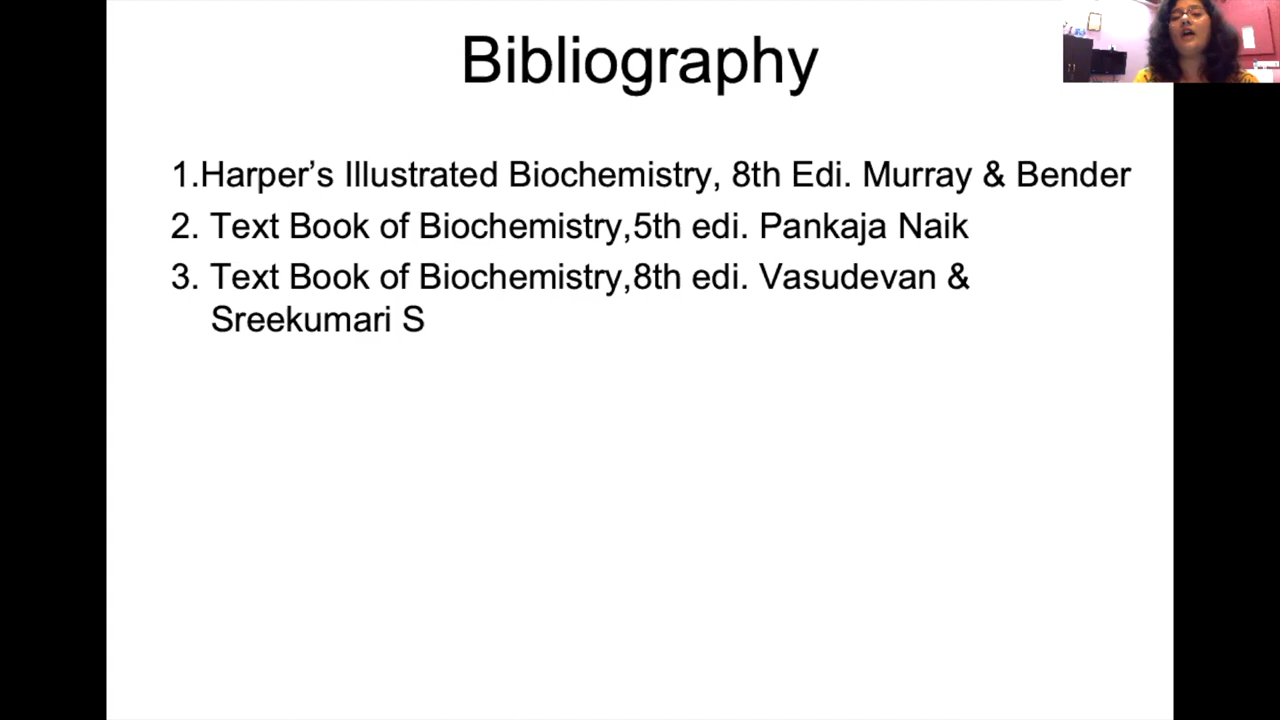 Bibliography
1.Harper’s Illustrated Biochemistry, 8th Edi. Murray & Bender
2. Text Book of Biochemistry,5th edi. Pankaja Naik
3. Text Book of Biochemistry,8th edi. Vasudevan &
Sreekumari S